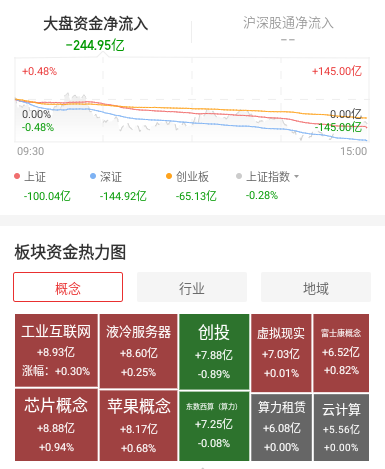 大盘资金净流入
沪深股通净流入
-244.95亿
--
+0.48%
+145.00亿
0.00%
0.00亿
-0.48%
-145.00亿
09:30
15:00
上证
深证
创业板
上证指数
-100.04亿
-144.92亿
-65.13亿
-0.28%
板块资金热力图
概念
行业
地域
工业互联网
+8.93亿
涨幅：+0.30%
液冷服务器
+8.60亿
+0.25%
创投
+7.88亿
-0.89%
虚拟现实
+7.03亿
+0.01%
富士康概念
+6.52亿
+0.82%
芯片概念
+8.88亿
+0.94%
苹果概念
+8.17亿
+0.68%
东数西算（算力）
+7.25亿
-0.08%
算力租赁
+6.08亿
+0.00%
云计算
+5.56亿
+0.00%